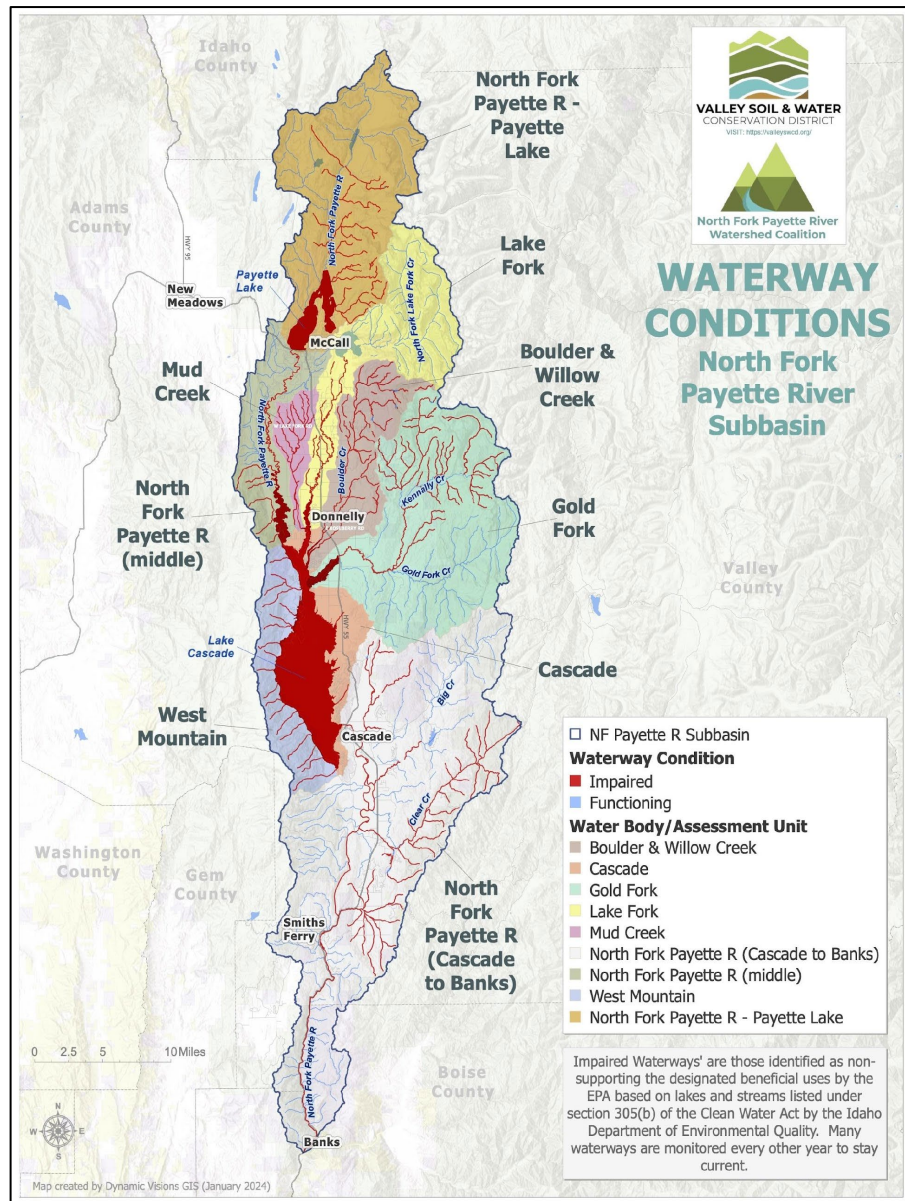 Idaho
County
North Fork
Payette R -
Payette
Lake
VALLEY SOIL & WATER
CONSERVATION DISTRICT
VISIT: https://valleyswcd.org/
North Fork Payette River
Watershed Coalition
WATERWAY
CONDITIONS
North Fork
Payette River
Subbasin
Adams
County
HWY 95
New
Meadows
Payette
Lake
North Fork Payette R
Lake
Fork
North Fork Lake Fork Cr
McCall
Mud
Creek
Boulder &
Willow
Creek
North Fork Payette R
Boulder Cr
Kennally Cr
North
Fork
Payette R
(middle)
Donnelly
Gold
Fork
Gold Fork Cr
Valley
County
HWY 55
Lake
Cascade
Cascade
Big Cr
West
Mountain
Cascade
Clear Cr
Washington
County
Gem
County
North
Fork
Payette R
(Cascade
to Banks)
Smiths
Ferry
North Fork Payette R
Boise
County
Banks
NF Payette R Subbasin
Waterway Condition
Impaired
Functioning
Water Body/Assessment Unit
Boulder & Willow Creek
Cascade
Gold Fork
Lake Fork
Mud Creek
North Fork Payette R (Cascade to Banks)
North Fork Payette R (middle)
West Mountain
North Fork Payette R - Payette Lake
0 2.5 5 10 Miles
N
W E
S
Impaired Waterways' are those identified as non-
supporting the designated beneficial uses by the
EPA based on lakes and streams listed under
section 305(b) of the Clean Water Act by the Idaho
Department of Environmental Quality. Many
waterways are monitored every other year to stay
current.
Map created by Dynamic Visions GIS (January 2024)